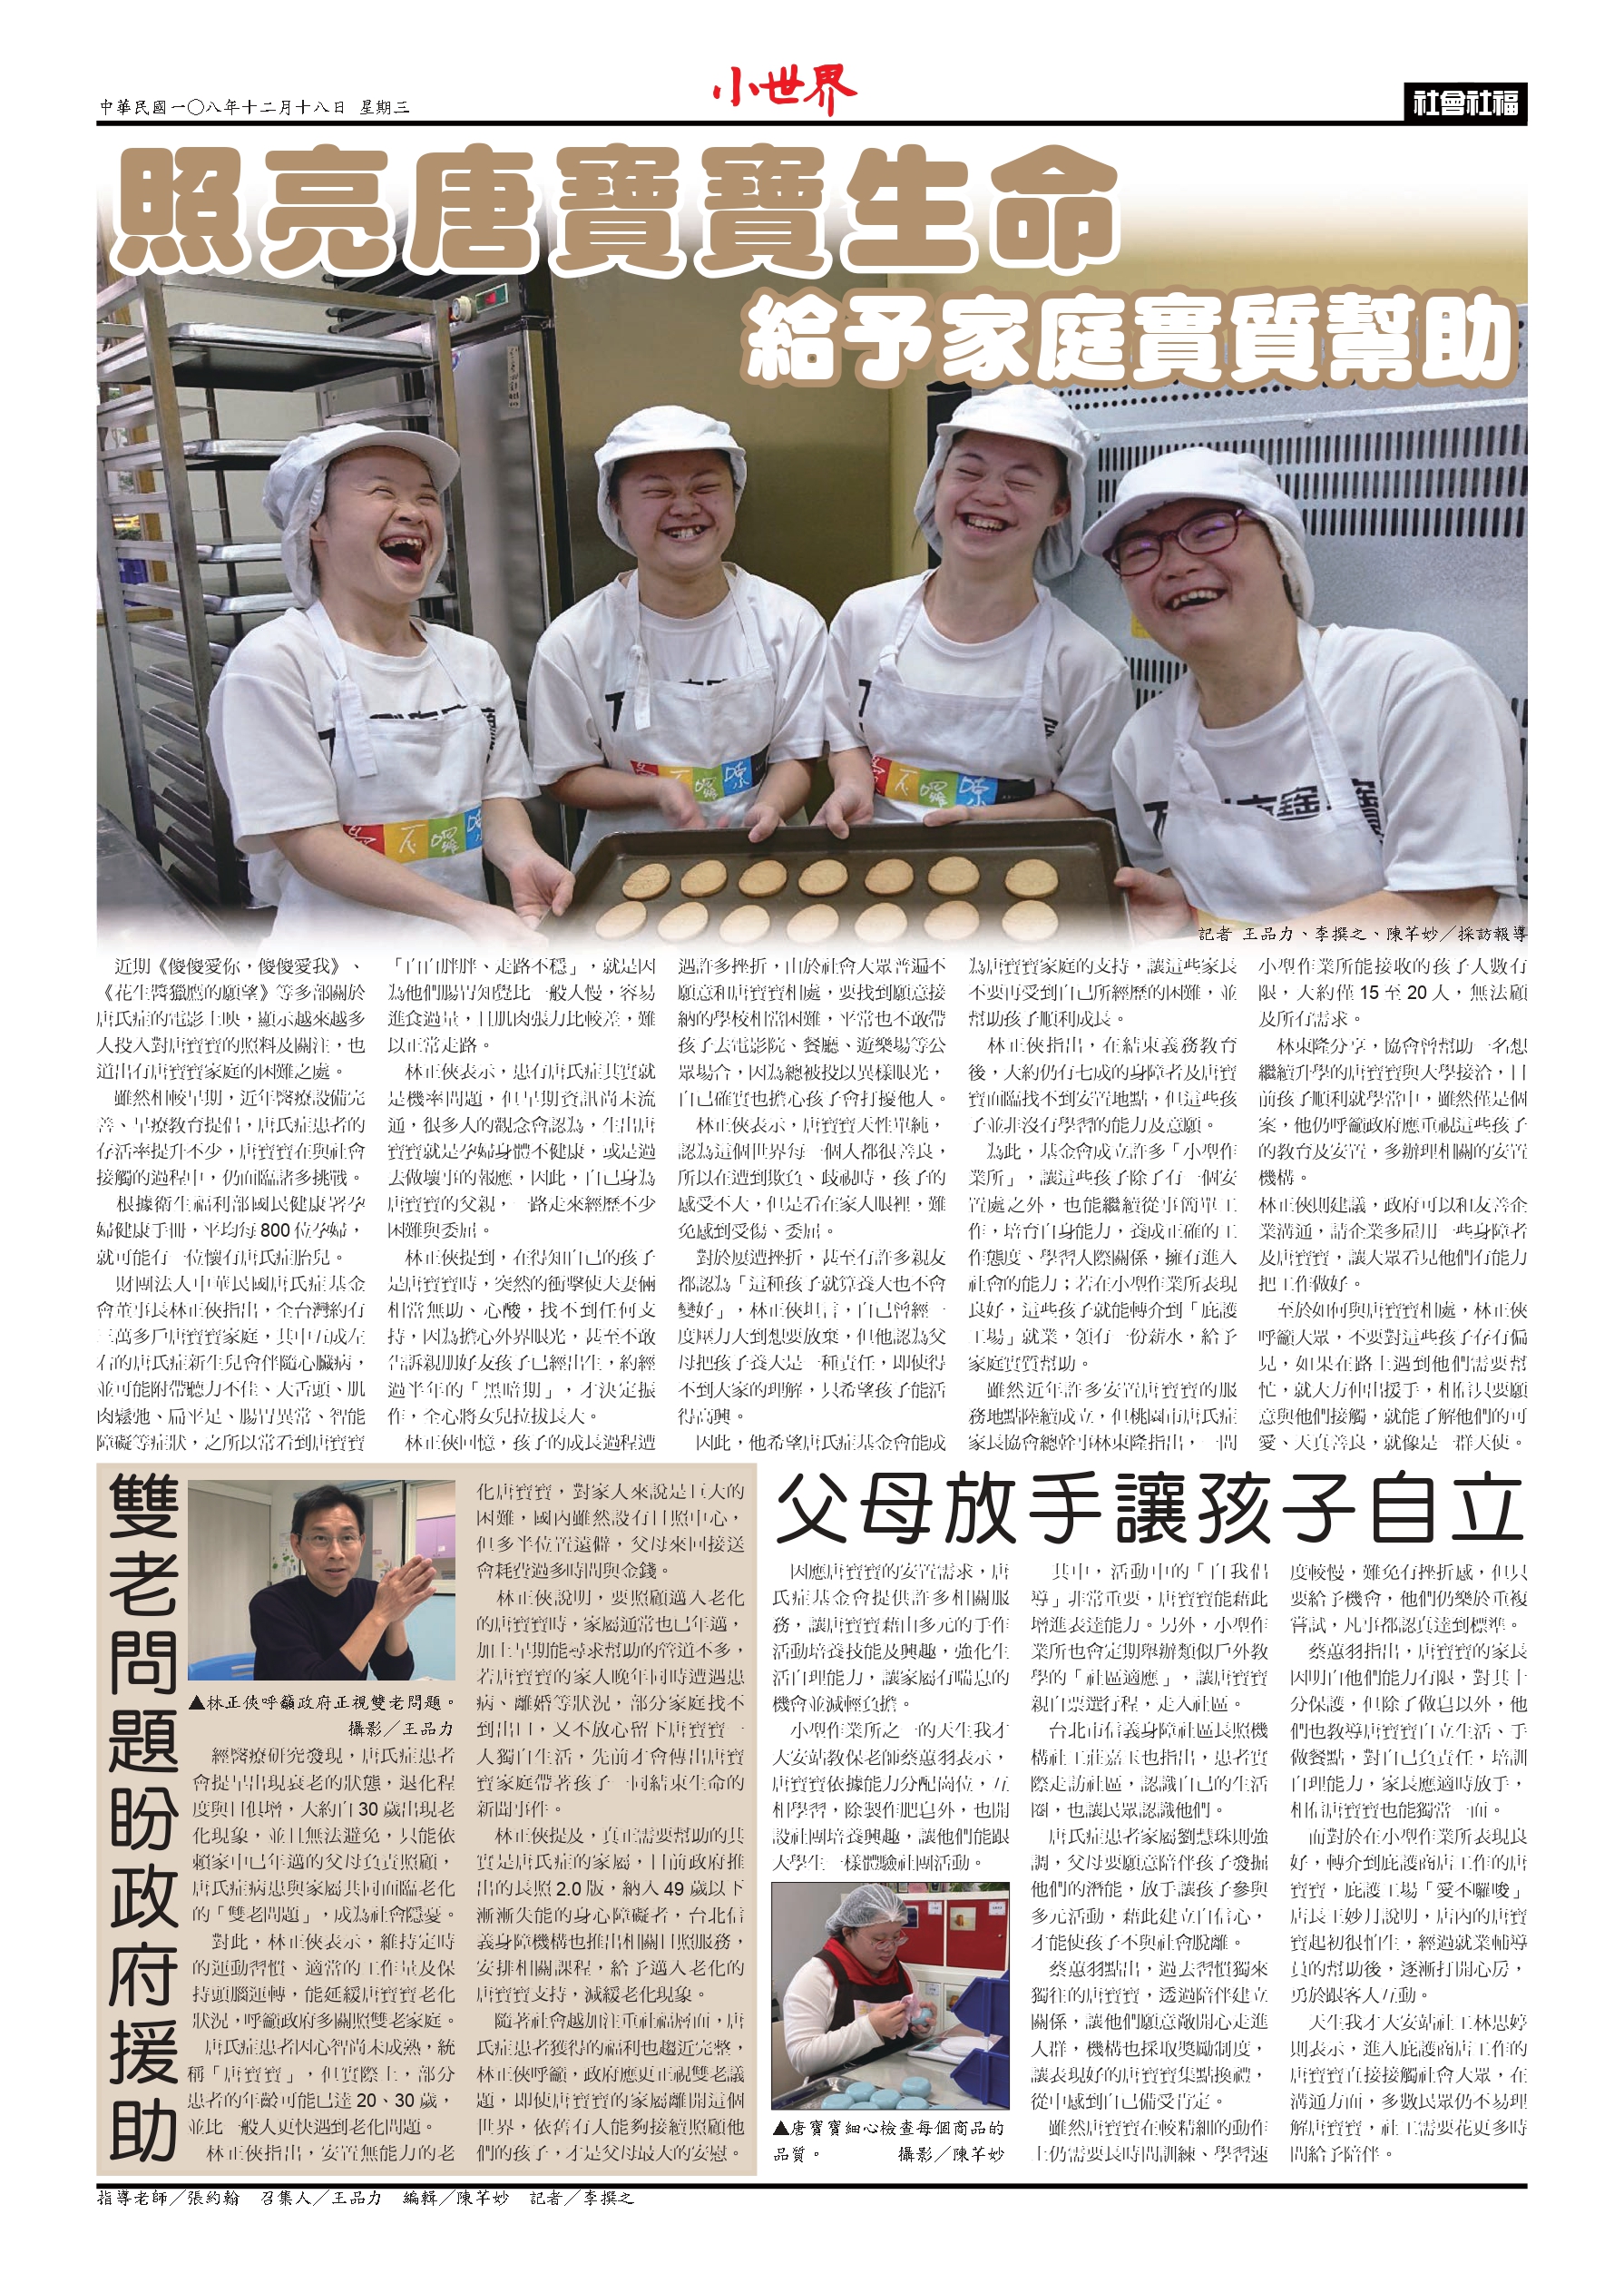 中華民國一〇八年十二月十八日 星期三
小世界
社會社福
照亮唐寶寶生命
給予家庭實質幫助
記者 王品力、李撰之、陳芊妙／採訪報導
近期《傻傻愛你，傻傻愛我》、
《花生醬獵鷹的願望》等多部關於
唐氏症的電影上映，顯示越來越多
人投入對唐寶寶的照料及關注，也
道出有唐寶寶家庭的困難之處。
雖然相較早期，近年醫療設備完
善、早療教育提倡，唐氏症患者的
存活率提升不少，唐寶寶在與社會
接觸的過程中，仍面臨諸多挑戰。
根據衛生福利部國民健康署孕
婦健康手冊，平均每 800 位孕婦，
就可能有一位懷有唐氏症胎兒。
財團法人中華民國唐氏症基金
會董事長林正俠指出，全台灣約有
萬多戶唐寶寶家庭，其中五成左
右的唐氏症新生兒會伴隨心臟病，
並可能附帶聽力不佳、大舌頭、肌
肉鬆弛、扁平足、腸胃異常、智能
障礙等症狀，之所以常看到唐寶寶
「白白胖胖、走路不穩」，就是因
為他們腸胃知覺比一般人慢，容易
進食過量，且肌肉張力比較差，難
以正常走路。
林正俠表示，患有唐氏症其實就
是機率問題，但早期資訊尚未流
通，很多人的觀念會認為，生出唐
寶寶就是孕婦身體不健康，或是過
去做壞事的報應，因此，自己身為
唐寶寶的父親，一路走來經歷不少
困難與委屈。
林正俠提到，在得知自己的孩子
是唐寶寶時，突然的衝擊使夫妻倆
相當無助、心酸，找不到任何支
持，因為擔心外界眼光，甚至不敢
告訴親朋好友孩子已經出生，約經
過半年的「黑暗期」，才決定振
作，全心將女兒拉拔長大。
林正俠回憶，孩子的成長過程遭
遇許多挫折，由於社會大眾普遍不
願意和唐寶寶相處，要找到願意接
納的學校相當困難，平常也不敢帶
孩子去電影院、餐廳、遊樂場等公
眾場合，因為總被投以異樣眼光，
自己確實也擔心孩子會打擾他人。
林正俠表示，唐寶寶天性單純，
認為這個世界每一個人都很善良，
所以在遭到欺負、歧視時，孩子的
感受不大，但是看在家人眼裡，難
免感到受傷、委屈。
對於屢遭挫折，甚至有許多親友
都認為「這種孩子就算養大也不會
變好」，林正俠坦言，自己曾經一
度壓力大到想要放棄，但他認為父
母把孩子養大是一種責任，即使得
不到大家的理解，只希望孩子能活
得高興。
因此，他希望唐氏症基金會能成
為唐寶寶家庭的支持，讓這些家長
不要再受到自己所經歷的困難，並
幫助孩子順利成長。
林正俠指出，在結束義務教育
後，大約仍有七成的身障者及唐寶
寶面臨找不到安置地點，但這些孩
子並非沒有學習的能力及意願。
為此，基金會成立許多「小型作
業所」，讓這些孩子除了有一個安
置處之外，也能繼續從事簡單工
作，培育自身能力，養成正確的工
作態度、學習人際關係，擁有進入
社會的能力；若在小型作業所表現
良好，這些孩子就能轉介到「庇護
工場」就業，領有一份薪水，給予
家庭實質幫助。
雖然近年許多安置唐寶寶的服
務地點陸續成立，但桃園市唐氏症
家長協會總幹事林東隆指出，一間
小型作業所能接收的孩子人數有
限，大約僅 15 至 20 人，無法顧
及所有需求。
林東隆分享，協會曾幫助一名想
繼續升學的唐寶寶與大學接洽，目
前孩子順利就學當中，雖然僅是個
案，他仍呼籲政府應重視這些孩子
的教育及安置，多辦理相關的安置
機構。
林正俠則建議，政府可以和友善企
業溝通，請企業多雇用一些身障者
及唐寶寶，讓大眾看見他們有能力
把工作做好。
至於如何與唐寶寶相處，林正俠
呼籲大眾，不要對這些孩子存有偏
見，如果在路上遇到他們需要幫
忙，就大方伸出援手，相信只要願
意與他們接觸，就能了解他們的可
愛、天真善良，就像是一群天使。
雙老問題盼政府援助
▲林正俠呼籲政府正視雙老問題。
攝影／王品力
經醫療研究發現，唐氏症患者
會提早出現衰老的狀態，退化程
度與日俱增，大約自 30 歲出現老
化現象，並且無法避免，只能依
賴家中已年邁的父母負責照顧，
唐氏症病患與家屬共同面臨老化
的「雙老問題」，成為社會隱憂。
對此，林正俠表示，維持定時
的運動習慣、適當的工作量及保
持頭腦運轉，能延緩唐寶寶老化
狀況，呼籲政府多關照雙老家庭。
唐氏症患者因心智尚未成熟，統
稱「唐寶寶」，但實際上，部分
患者的年齡可能已達 20、30 歲，
並比一般人更快遇到老化問題。
林正俠指出，安置無能力的老
化唐寶寶，對家人來說是巨大的
困難，國內雖然設有日照中心，
但多半位置遠僻，父母來回接送
會耗費過多時間與金錢。
林正俠說明，要照顧邁入老化
的唐寶寶時，家屬通常也已年邁，
加上早期能尋求幫助的管道不多，
若唐寶寶的家人晚年同時遭遇患
病、離婚等狀況，部分家庭找不
到出口，又不放心留下唐寶寶一
人獨自生活，先前才會傳出唐寶
寶家庭帶著孩子一同結束生命的
新聞事件。
林正俠提及，真正需要幫助的其
實是唐氏症的家屬，目前政府推
出的長照 2.0 版，納入 49 歲以下
漸漸失能的身心障礙者，台北信
義身障機構也推出相關日照服務，
安排相關課程，給予邁入老化的
唐寶寶支持，減緩老化現象。
隨著社會越加注重社福層面，唐
氏症患者獲得的福利也趨近完整，
林正俠呼籲，政府應更正視雙老議
題，即使唐寶寶的家屬離開這個
世界，依舊有人能夠接續照顧他
們的孩子，才是父母最大的安慰。
父母放手讓孩子自立
因應唐寶寶的安置需求，唐
氏症基金會提供許多相關服
務，讓唐寶寶藉由多元的手作
活動培養技能及興趣，強化生
活自理能力，讓家屬有喘息的
機會並減輕負擔。
小型作業所之一的天生我才
大安站教保老師蔡蕙羽表示，
唐寶寶依據能力分配崗位，互
相學習，除製作肥皂外，也開
設社團培養興趣，讓他們能跟
大學生一樣體驗社團活動。
▲唐寶寶細心檢查每個商品的
品質。 攝影／陳芊妙
其中，活動中的「自我倡
導」非常重要，唐寶寶能藉此
增進表達能力。另外，小型作
業所也會定期舉辦類似戶外教
學的「社區適應」，讓唐寶寶
親自票選行程，走入社區。
台北市信義身障社區長照機
構社工莊嘉玉也指出，患者實
際走訪社區，認識自己的生活
圈，也讓民眾認識他們。
唐氏症患者家屬劉慧珠則強
調，父母要願意陪伴孩子發掘
他們的潛能，放手讓孩子參與
多元活動，藉此建立自信心，
才能使孩子不與社會脫離。
蔡蕙羽點出，過去習慣獨來
獨往的唐寶寶，透過陪伴建立
關係，讓他們願意敞開心走進
人群，機構也採取獎勵制度，
讓表現好的唐寶寶集點換禮，
從中感到自己備受肯定。
雖然唐寶寶在較精細的動作
上仍需要長時間訓練、學習速
度較慢，難免有挫折感，但只
要給予機會，他們仍樂於重複
嘗試，凡事都認真達到標準。
蔡蕙羽指出，唐寶寶的家長
因明白他們能力有限，對其十
分保護，但除了做皂以外，他
們也教導唐寶寶自立生活、手
做餐點，對自己負責任，培訓
自理能力，家長應適時放手，
相信唐寶寶也能獨當一面。
而對於在小型作業所表現良
好，轉介到庇護商店工作的唐
寶寶，庇護工場「愛不囉唆」
店長王妙月說明，店內的唐寶
寶起初很怕生，經過就業輔導
員的幫助後，逐漸打開心房，
勇於跟客人互動。
天生我才大安站社工林思婷
則表示，進入庇護商店工作的
唐寶寶直接接觸社會大眾，在
溝通方面，多數民眾仍不易理
解唐寶寶，社工需要花更多時
間給予陪伴。
指導老師／張約翰 召集人／王品力 編輯／陳芊妙 記者／李撰之